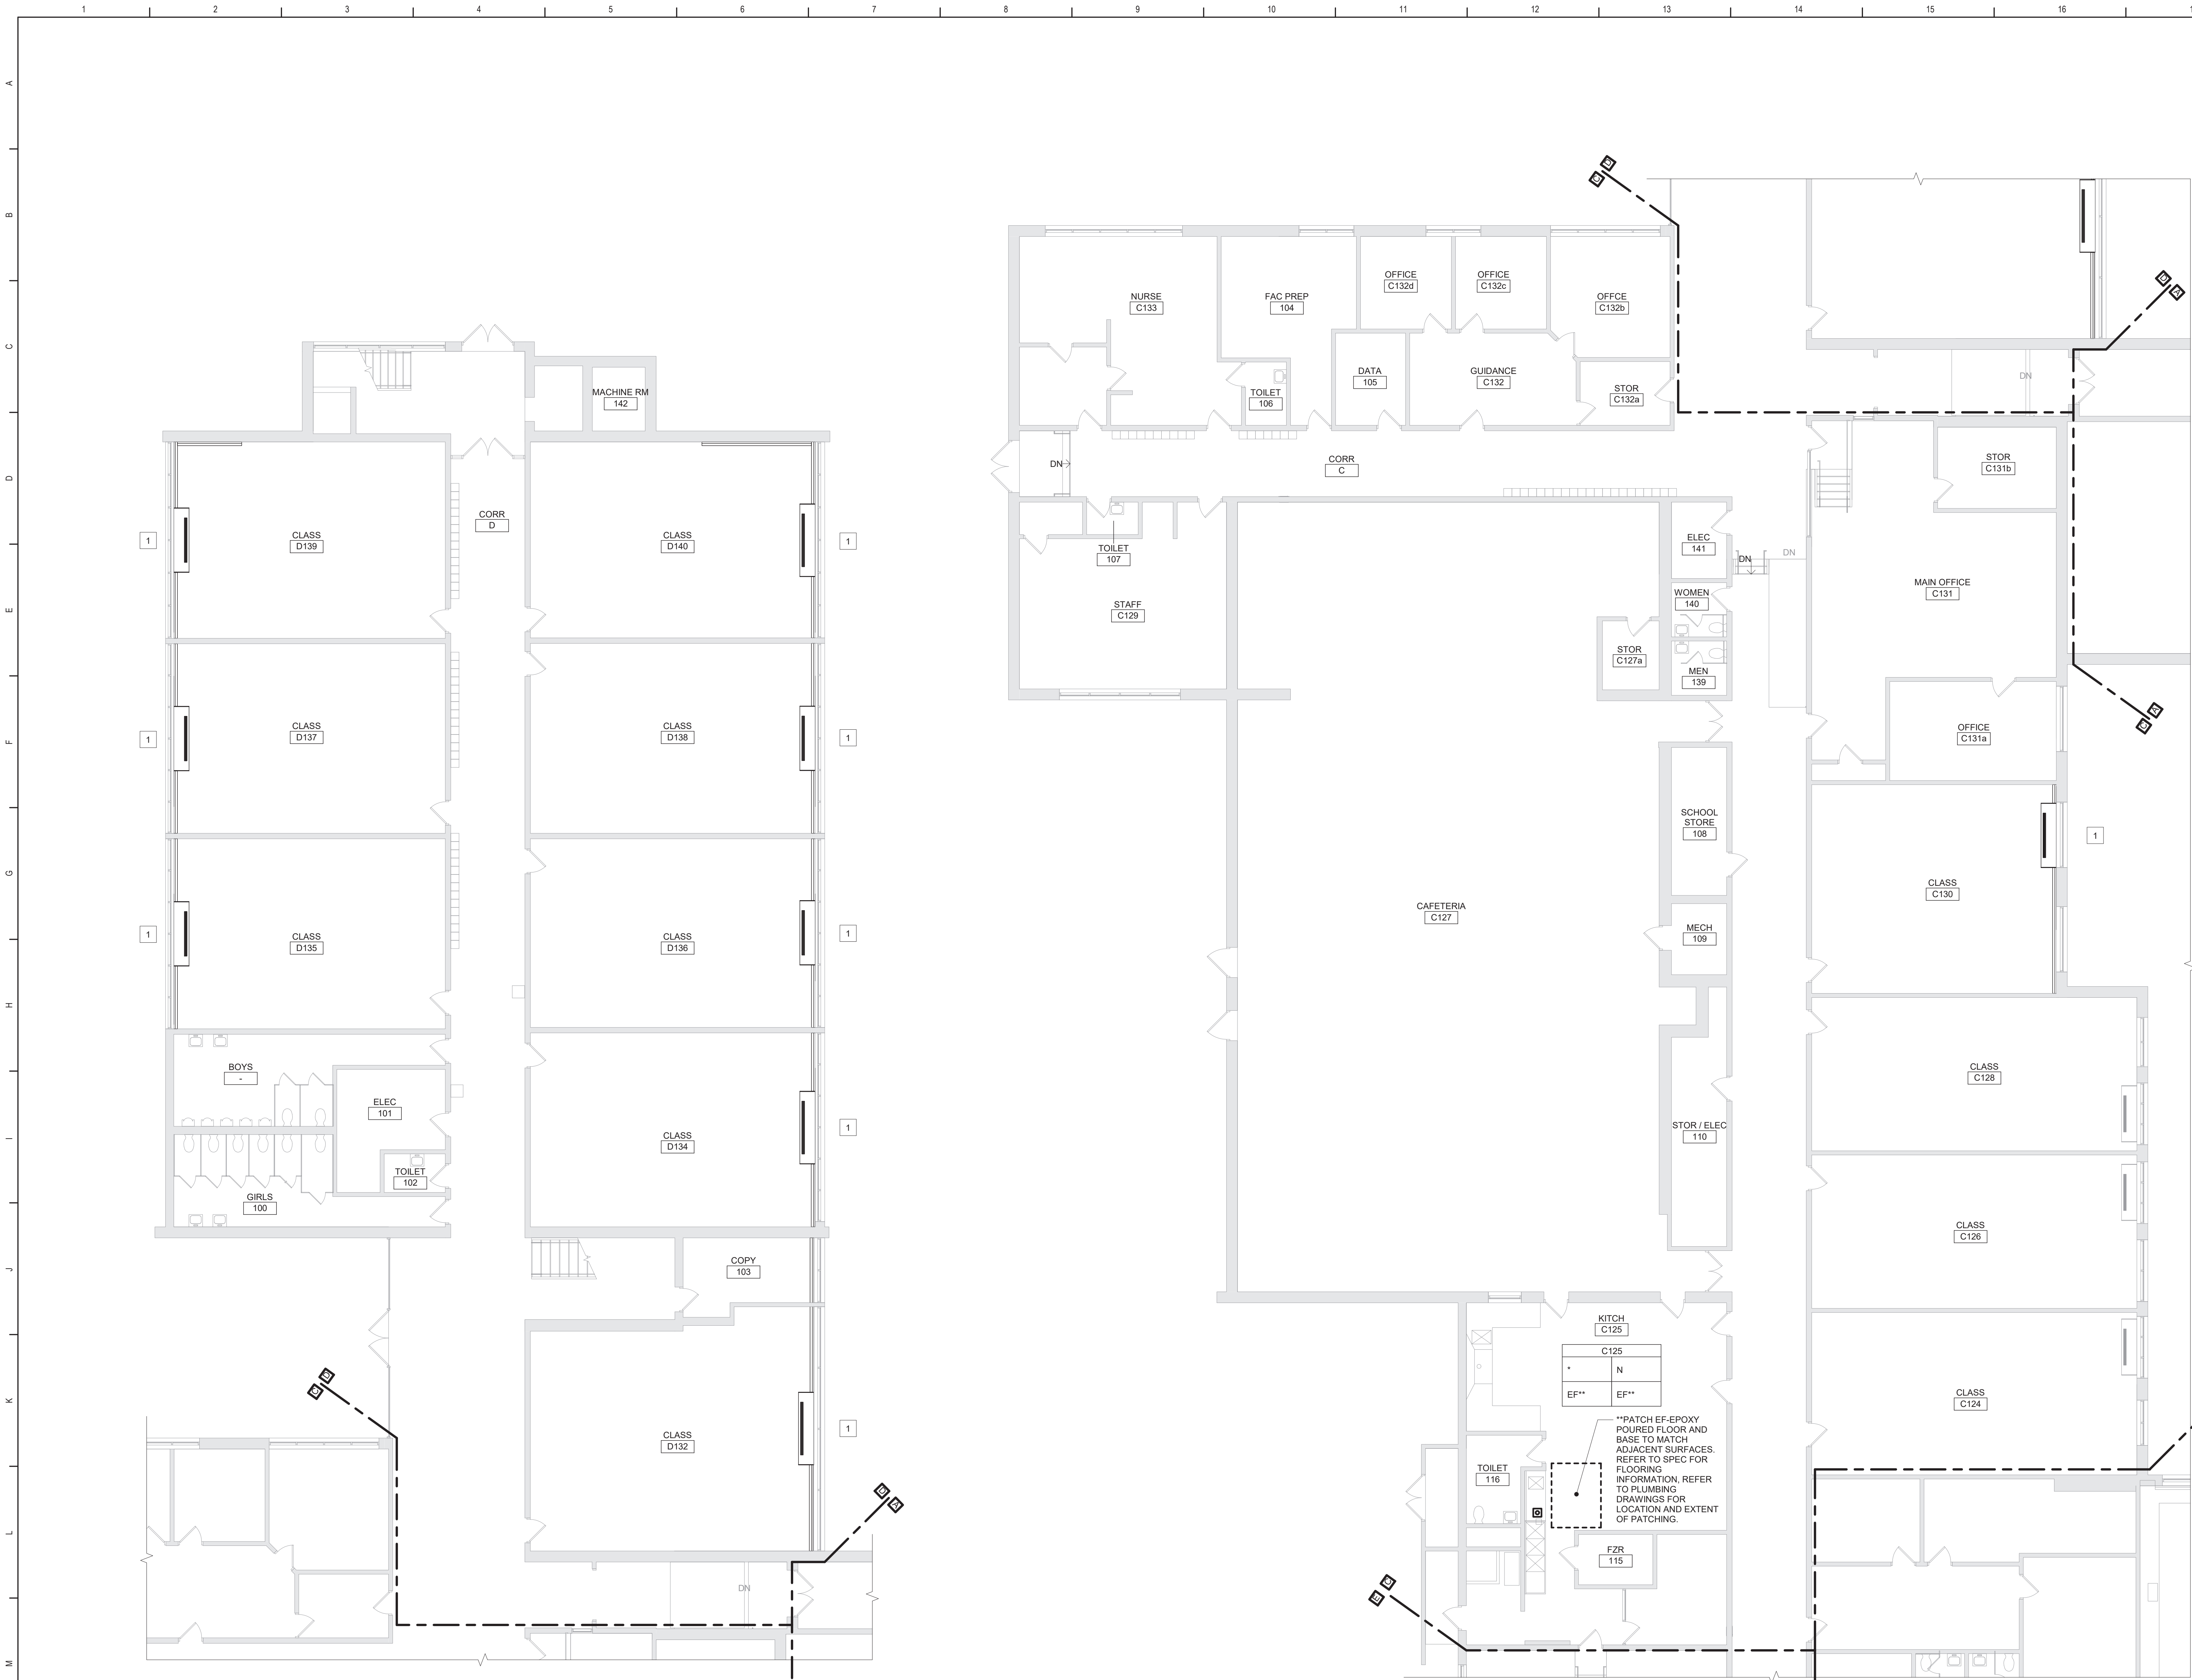 1 2 3 4 5 6 7 8 9 10 11 12 13 14 15 16
A
B
C
D
E
F
G
H
I
J
K
L
M
MACHINE RM
142
CORR
D
CLASS
D139
CLASS
D140
1
1
CLASS
D137
CLASS
D138
1
1
CLASS
D135
CLASS
D136
1
1
BOYS
-
ELEC
101
CLASS
D134
1
TOILET
102
GIRLS
100
COPY
103
CLASS
D132
1
D
C
D
A
DN
D
C
NURSE
C133
FAC PREP
104
OFFICE
C132d
OFFICE
C132c
OFFCE
C132b
DATA
105
GUIDANCE
C132
STOR
C132a
TOILET
106
D
A
DN
DN
CORR
C
STOR
C131b
TOILET
107
ELEC
141
DN
DN
STAFF
C129
WOMEN
140
MAIN OFFICE
C131
STOR
C127a
MEN
139
C
A
OFFICE
C131a
SCHOOL
STORE
108
1
CLASS
C130
CAFETERIA
C127
MECH
109
CLASS
C128
STOR / ELEC
110
CLASS
C126
KITCH
C125
C125
* N
EF** EF**
CLASS
C124
**PATCH EF-EPOXY
POURED FLOOR AND
BASE TO MATCH
ADJACENT SURFACES.
REFER TO SPEC FOR
FLOORING
INFORMATION, REFER
TO PLUMBING
DRAWINGS FOR
LOCATION AND EXTENT
OF PATCHING.
TOILET
116
FZR
115
C
E